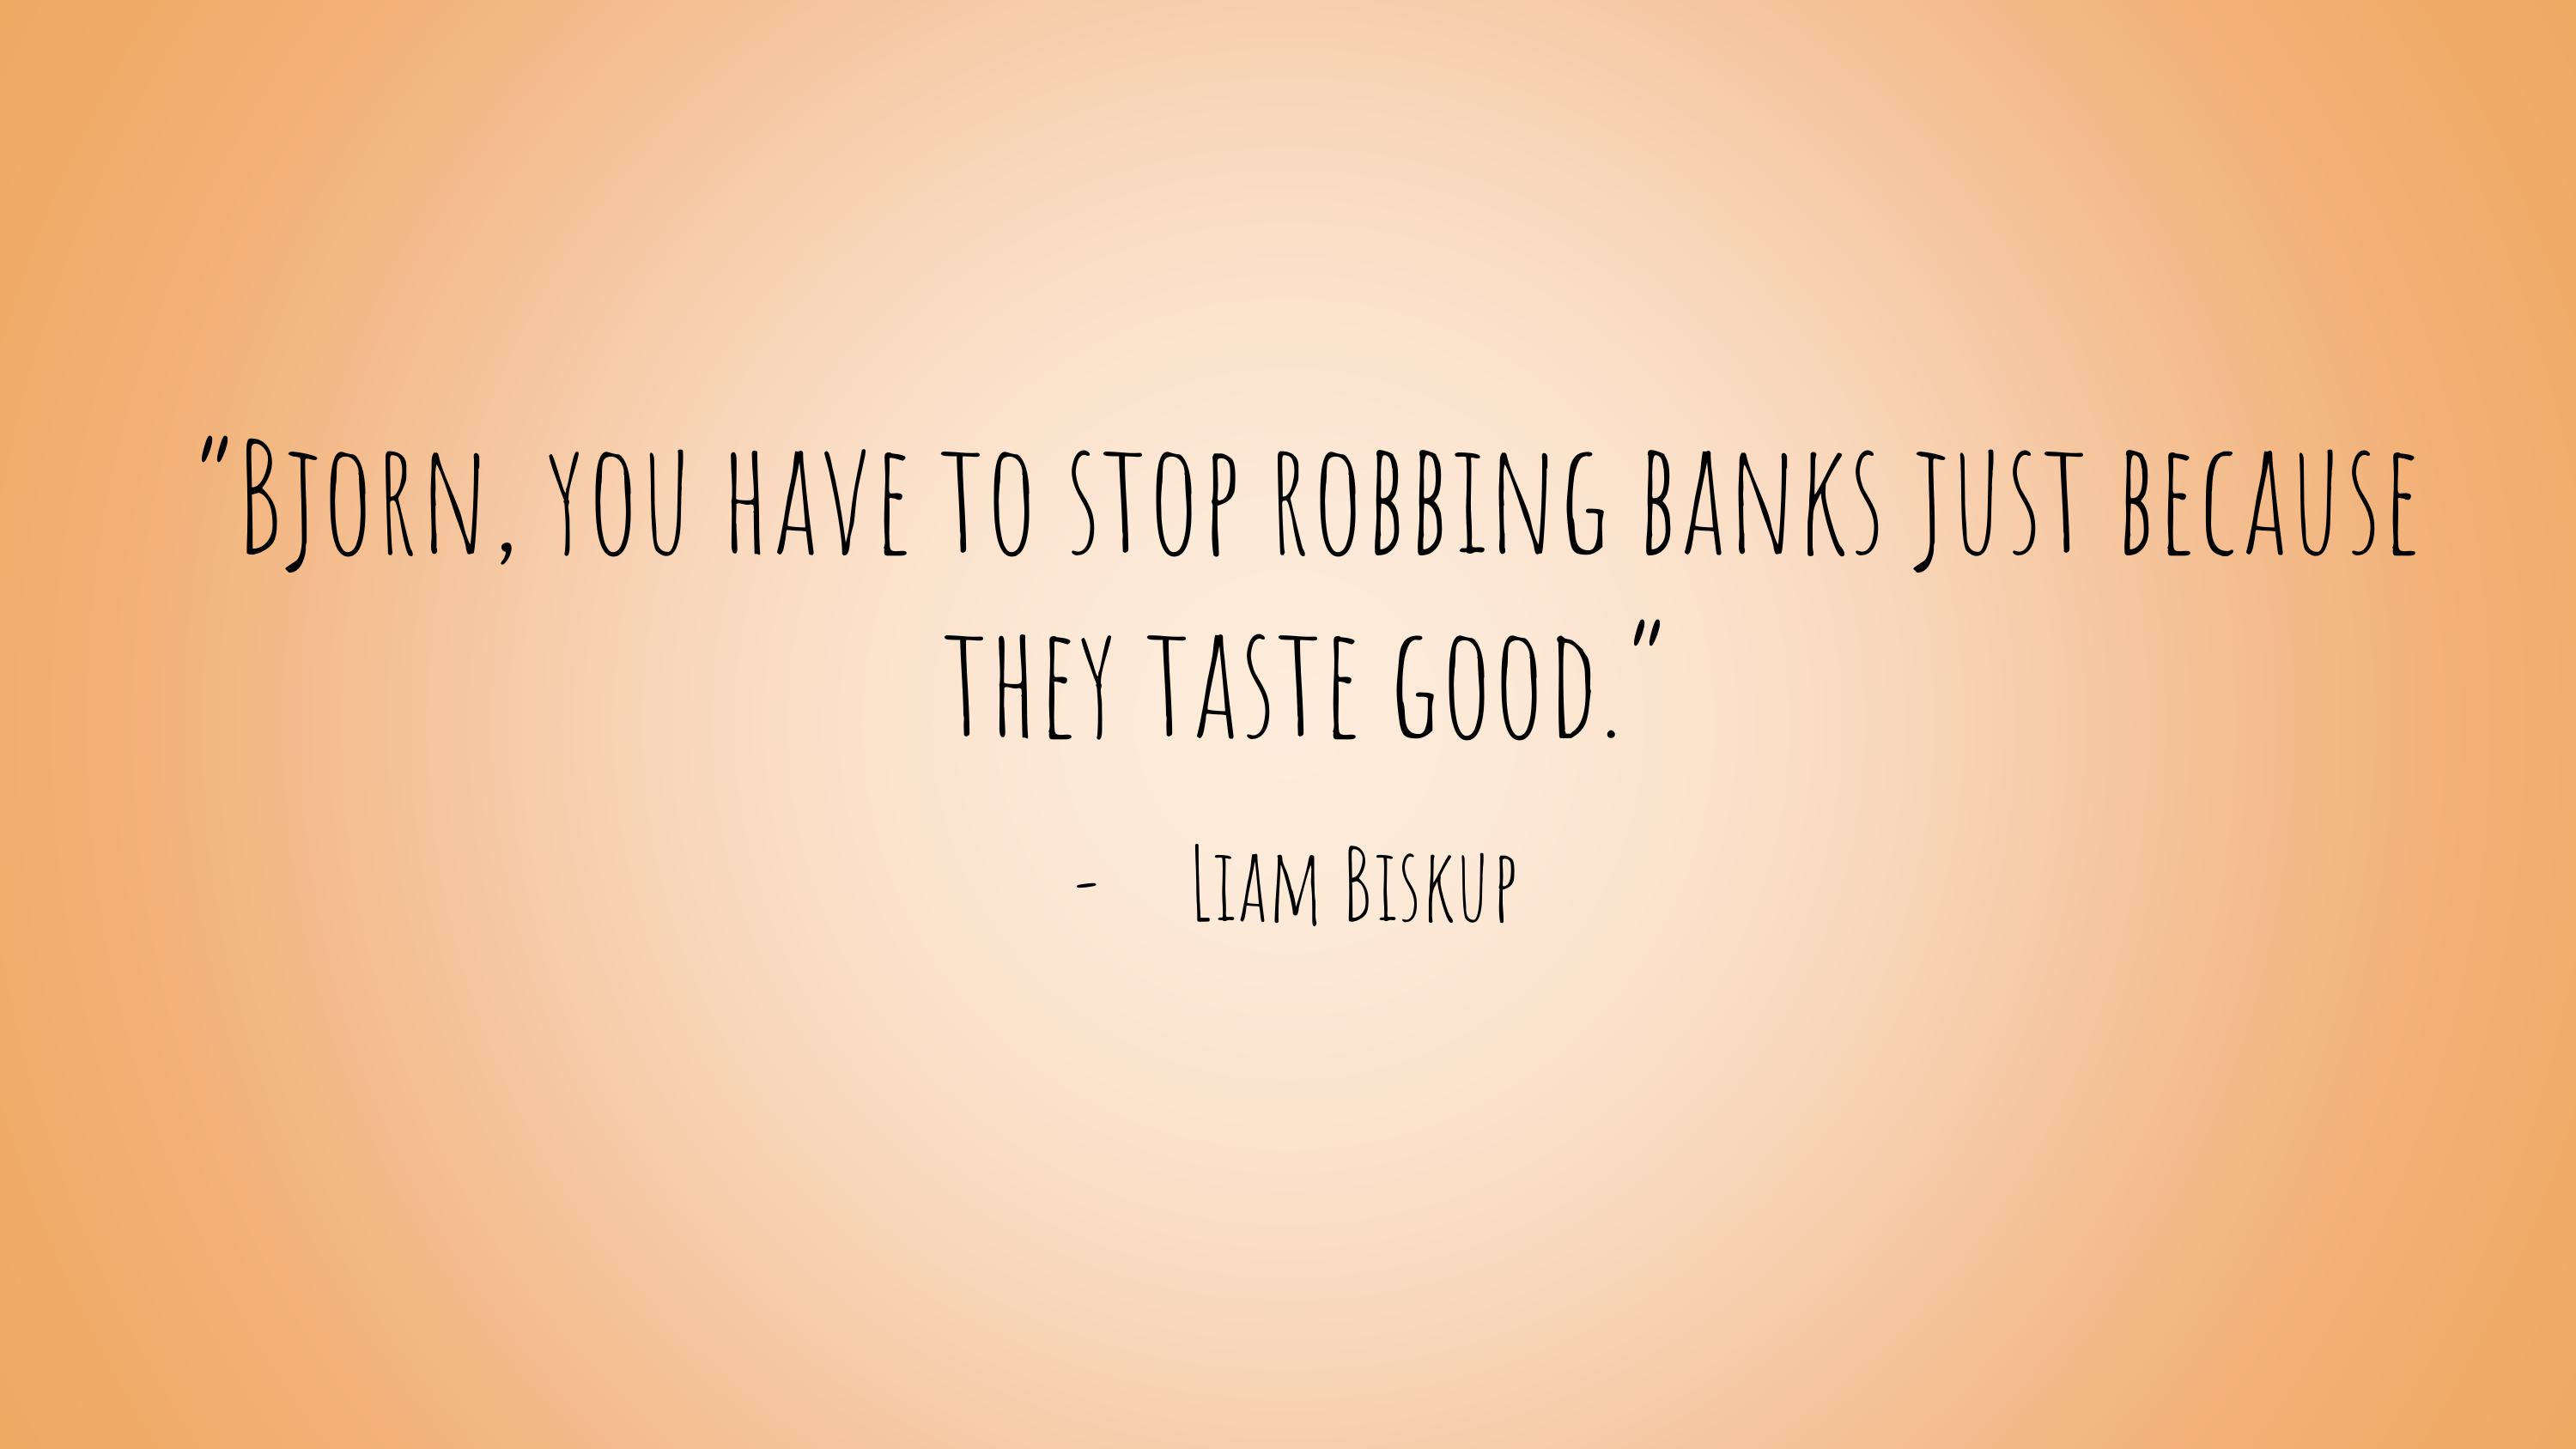 “Bjorn, you have to stop robbing banks just because
they taste good.”
- Liam Biskup